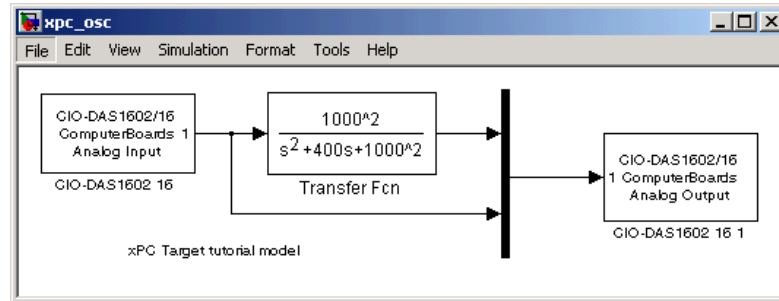 xpc_osc
File Edit View Simulation Format Tools Help
CIO-DAS1602/16
ComputerBoards 1
Analog Input
CIO-DAS1602 16
1000^2
s²+400s+1000^2
Transfer Fcn
CIO-DAS1602/16
1 ComputerBoards
Analog Output
CIO-DAS1602 16 1
xPC Target tutorial model